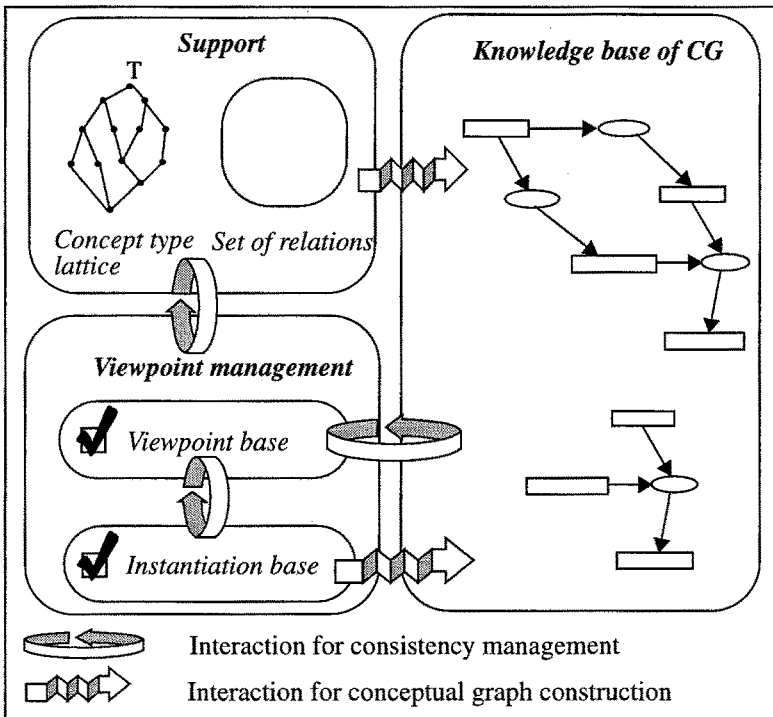 Support
T
Concept type
lattice
Set of relations
Knowledge base of CG
Viewpoint management
Viewpoint base
Instantiation base
Interaction for consistency management
Interaction for conceptual graph construction